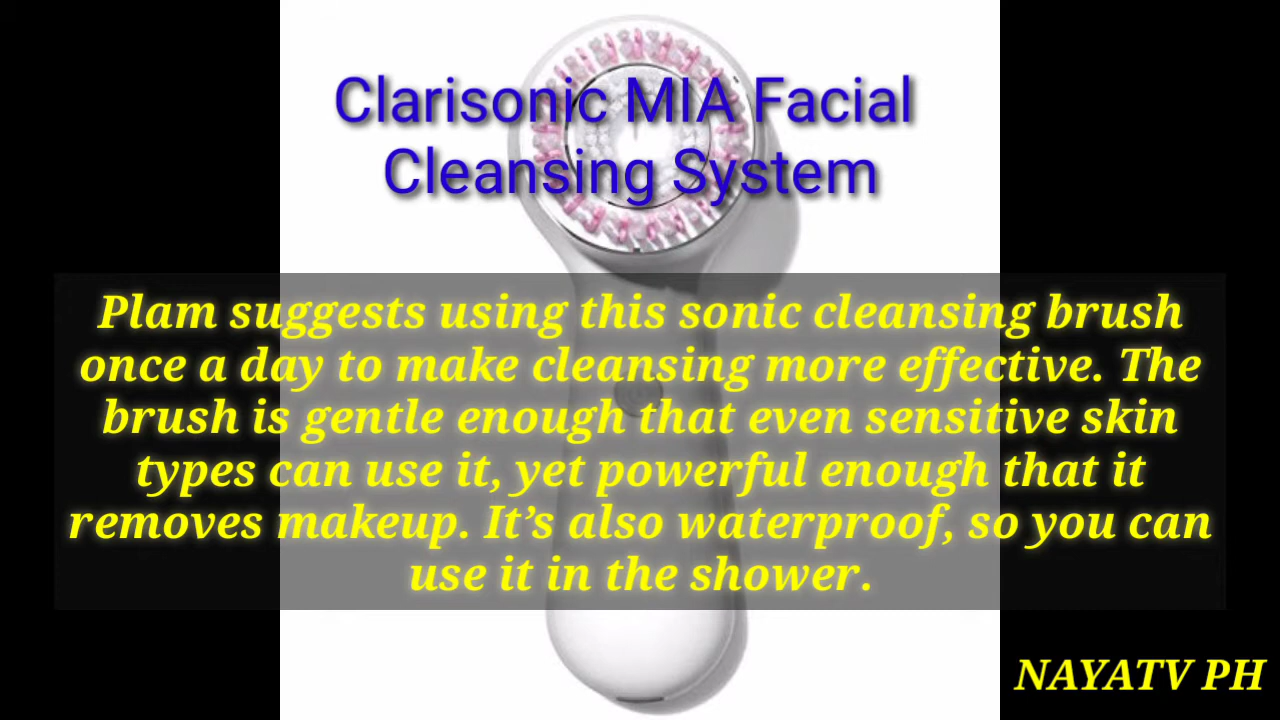 Clarisonic MIA Facial
Cleansing System
Plam suggests using this sonic cleansing brush
once a day to make cleansing more effective. The
brush is gentle enough that even sensitive skin
types can use it, yet powerful enough that it
removes makeup. It’s also waterproof, so you can
use it in the shower.
NAYATV PH